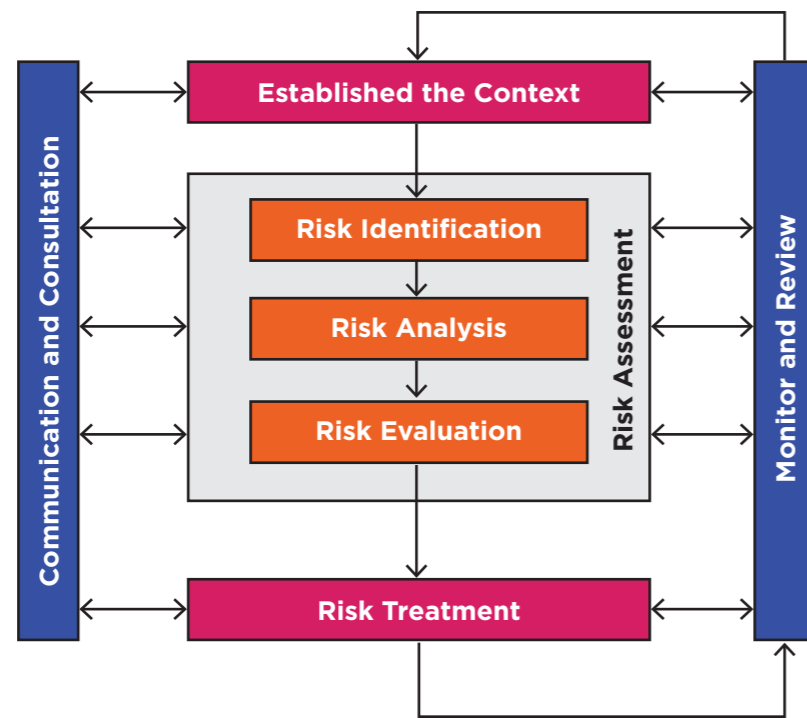 Established the Context
Communication and Consultation
Risk Identification
Risk Analysis
Risk Evaluation
Risk Assessment
Monitor and Review
Risk Treatment